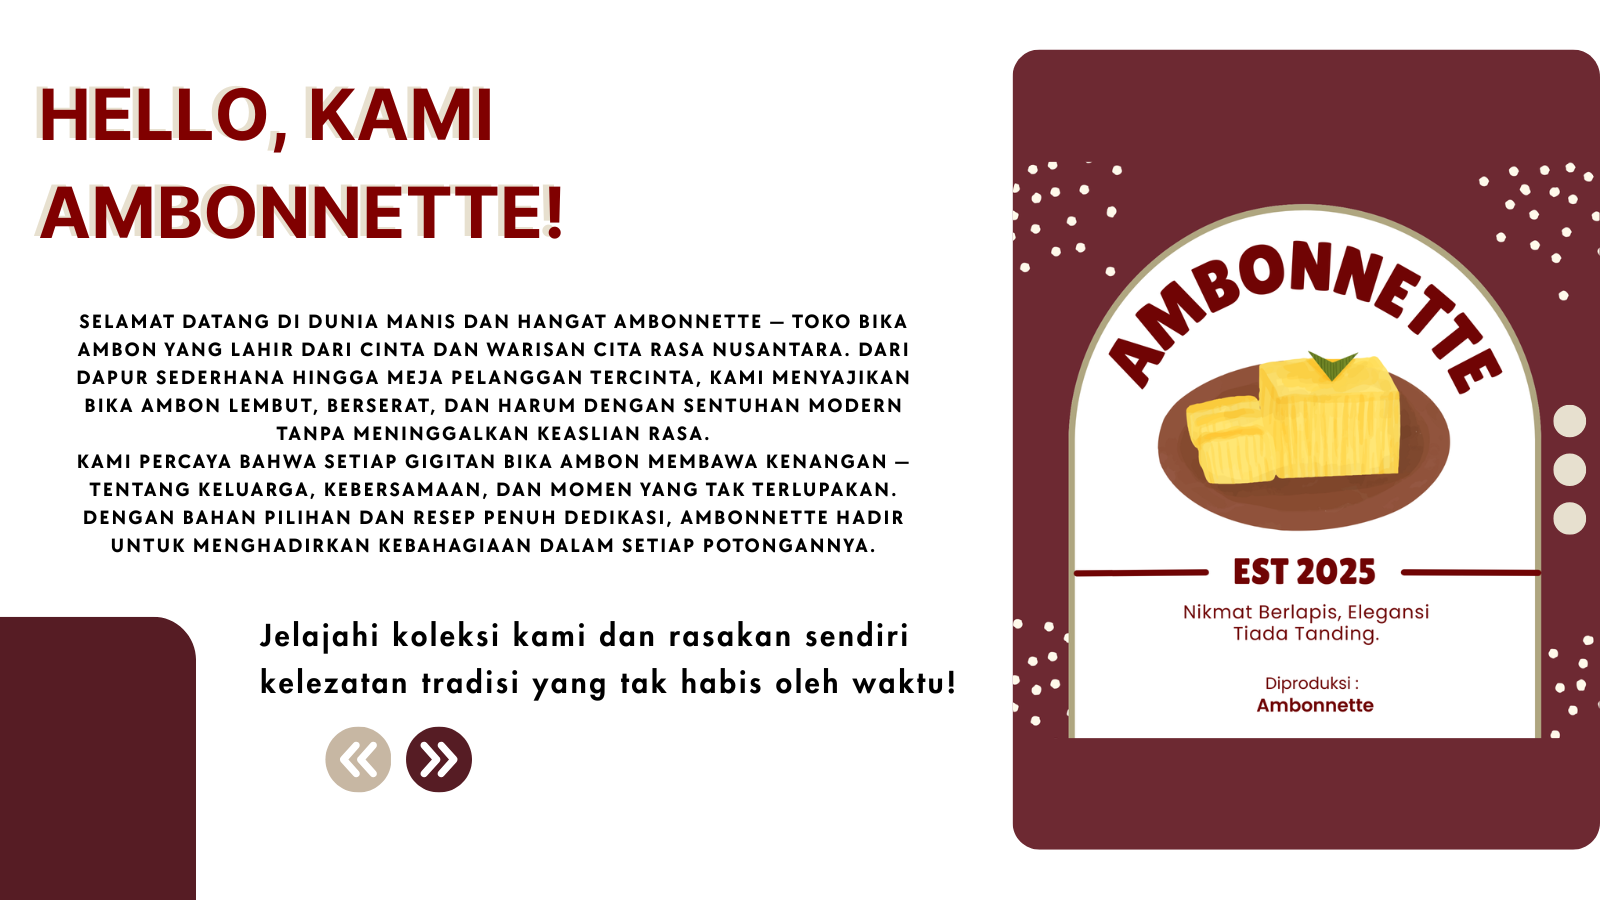 HELLO, KAMI
AMBONNETTE!
SELAMAT DATANG DI DUNIA MANIS DAN HANGAT AMBONNETTE — TOKO BIKA
AMBON YANG LAHIR DARI CINTA DAN WARISAN CITA RASA NUSANTARA. DARI
DAPUR SEDERHANA HINGGA MEJA PELANGGAN TERCINTA, KAMI MENYAJIKAN
BIKA AMBON LEMBUT, BERSERAT, DAN HARUM DENGAN SENTUHAN MODERN
TANPA MENINGGALKAN KEASLIAN RASA.
KAMI PERCAYA BAHWA SETIAP GIGITAN BIKA AMBON MEMBAWA KENANGAN —
TENTANG KELUARGA, KEBERSAMAAN, DAN MOMEN YANG TAK TERLUPAKAN.
DENGAN BAHAN PILIHAN DAN RESEP PENUH DEDIKASI, AMBONNETTE HADIR
UNTUK MENGHADIRKAN KEBAHAGIAAN DALAM SETIAP POTONGANNYA.
Jelajahi koleksi kami dan rasakan sendiri
kelezatan tradisi yang tak habis oleh waktu!
AMBONNETTE
EST 2025
Nikmat Berlapis, Elegansi
Tiada Tanding.
Diproduksi :
Ambonnette